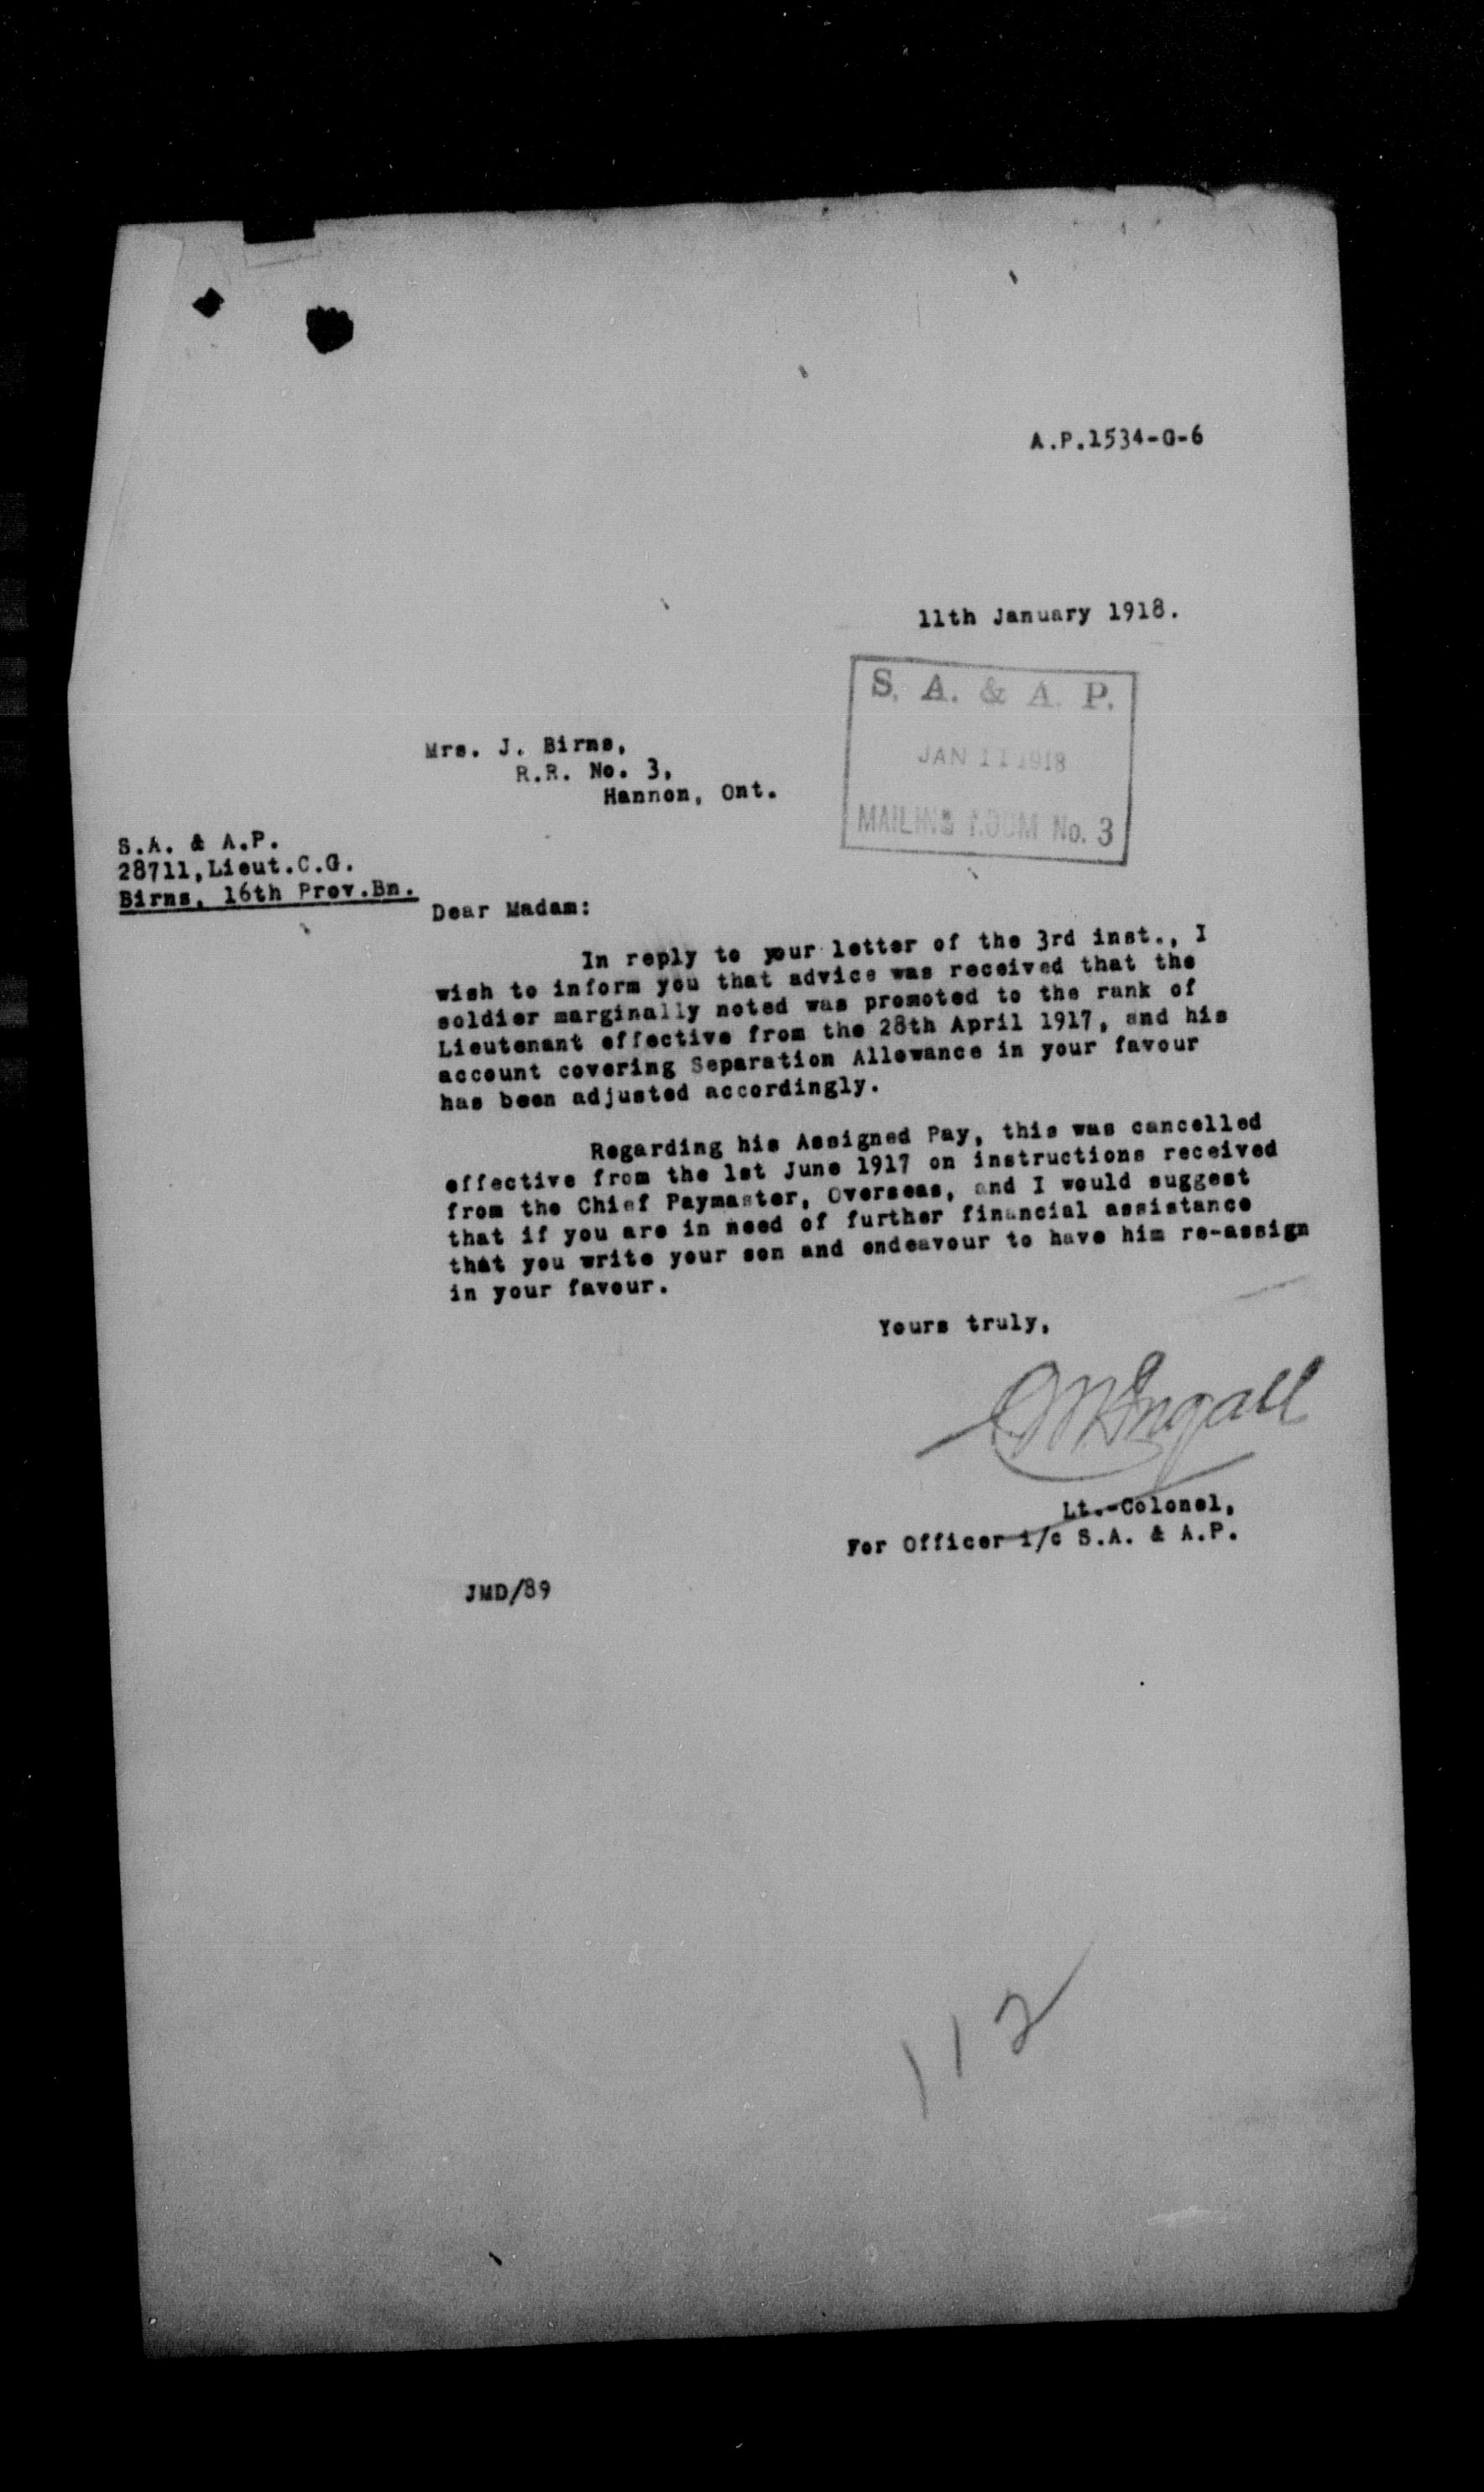 A.P.1534-G-6
11th January 1918.
S. A. & A. P.
JAN 11 1918
MAILING ROOM No. 3
Mrs. J. Birns,
R.R. No. 3,
Hannon, Ont.
S.A. & A.P.
28711,Lieut.C.G.
Birns, 16th Prov.Bn.
Dear Madam:
In reply to your letter of the 3rd inst., I
wish to inform you that advice was received that the
soldier marginally noted was promoted to the rank of
Lieutenant effective from the 28th April 1917, and his
account covering Separation Allowance in your favour
has been adjusted accordingly.
Regarding his Assigned Pay, this was cancelled
effective from the 1st June 1917 on instructions received
from the Chief Paymaster, Overseas, and I would suggest
that if you are in need of further financial assistance
that you write your son and endeavour to have him re-assign
in your favour.
Yours truly,
Ingall
Lt.-Colonel,
For Officer i/c S.A. & A.P.
JMD/89
112